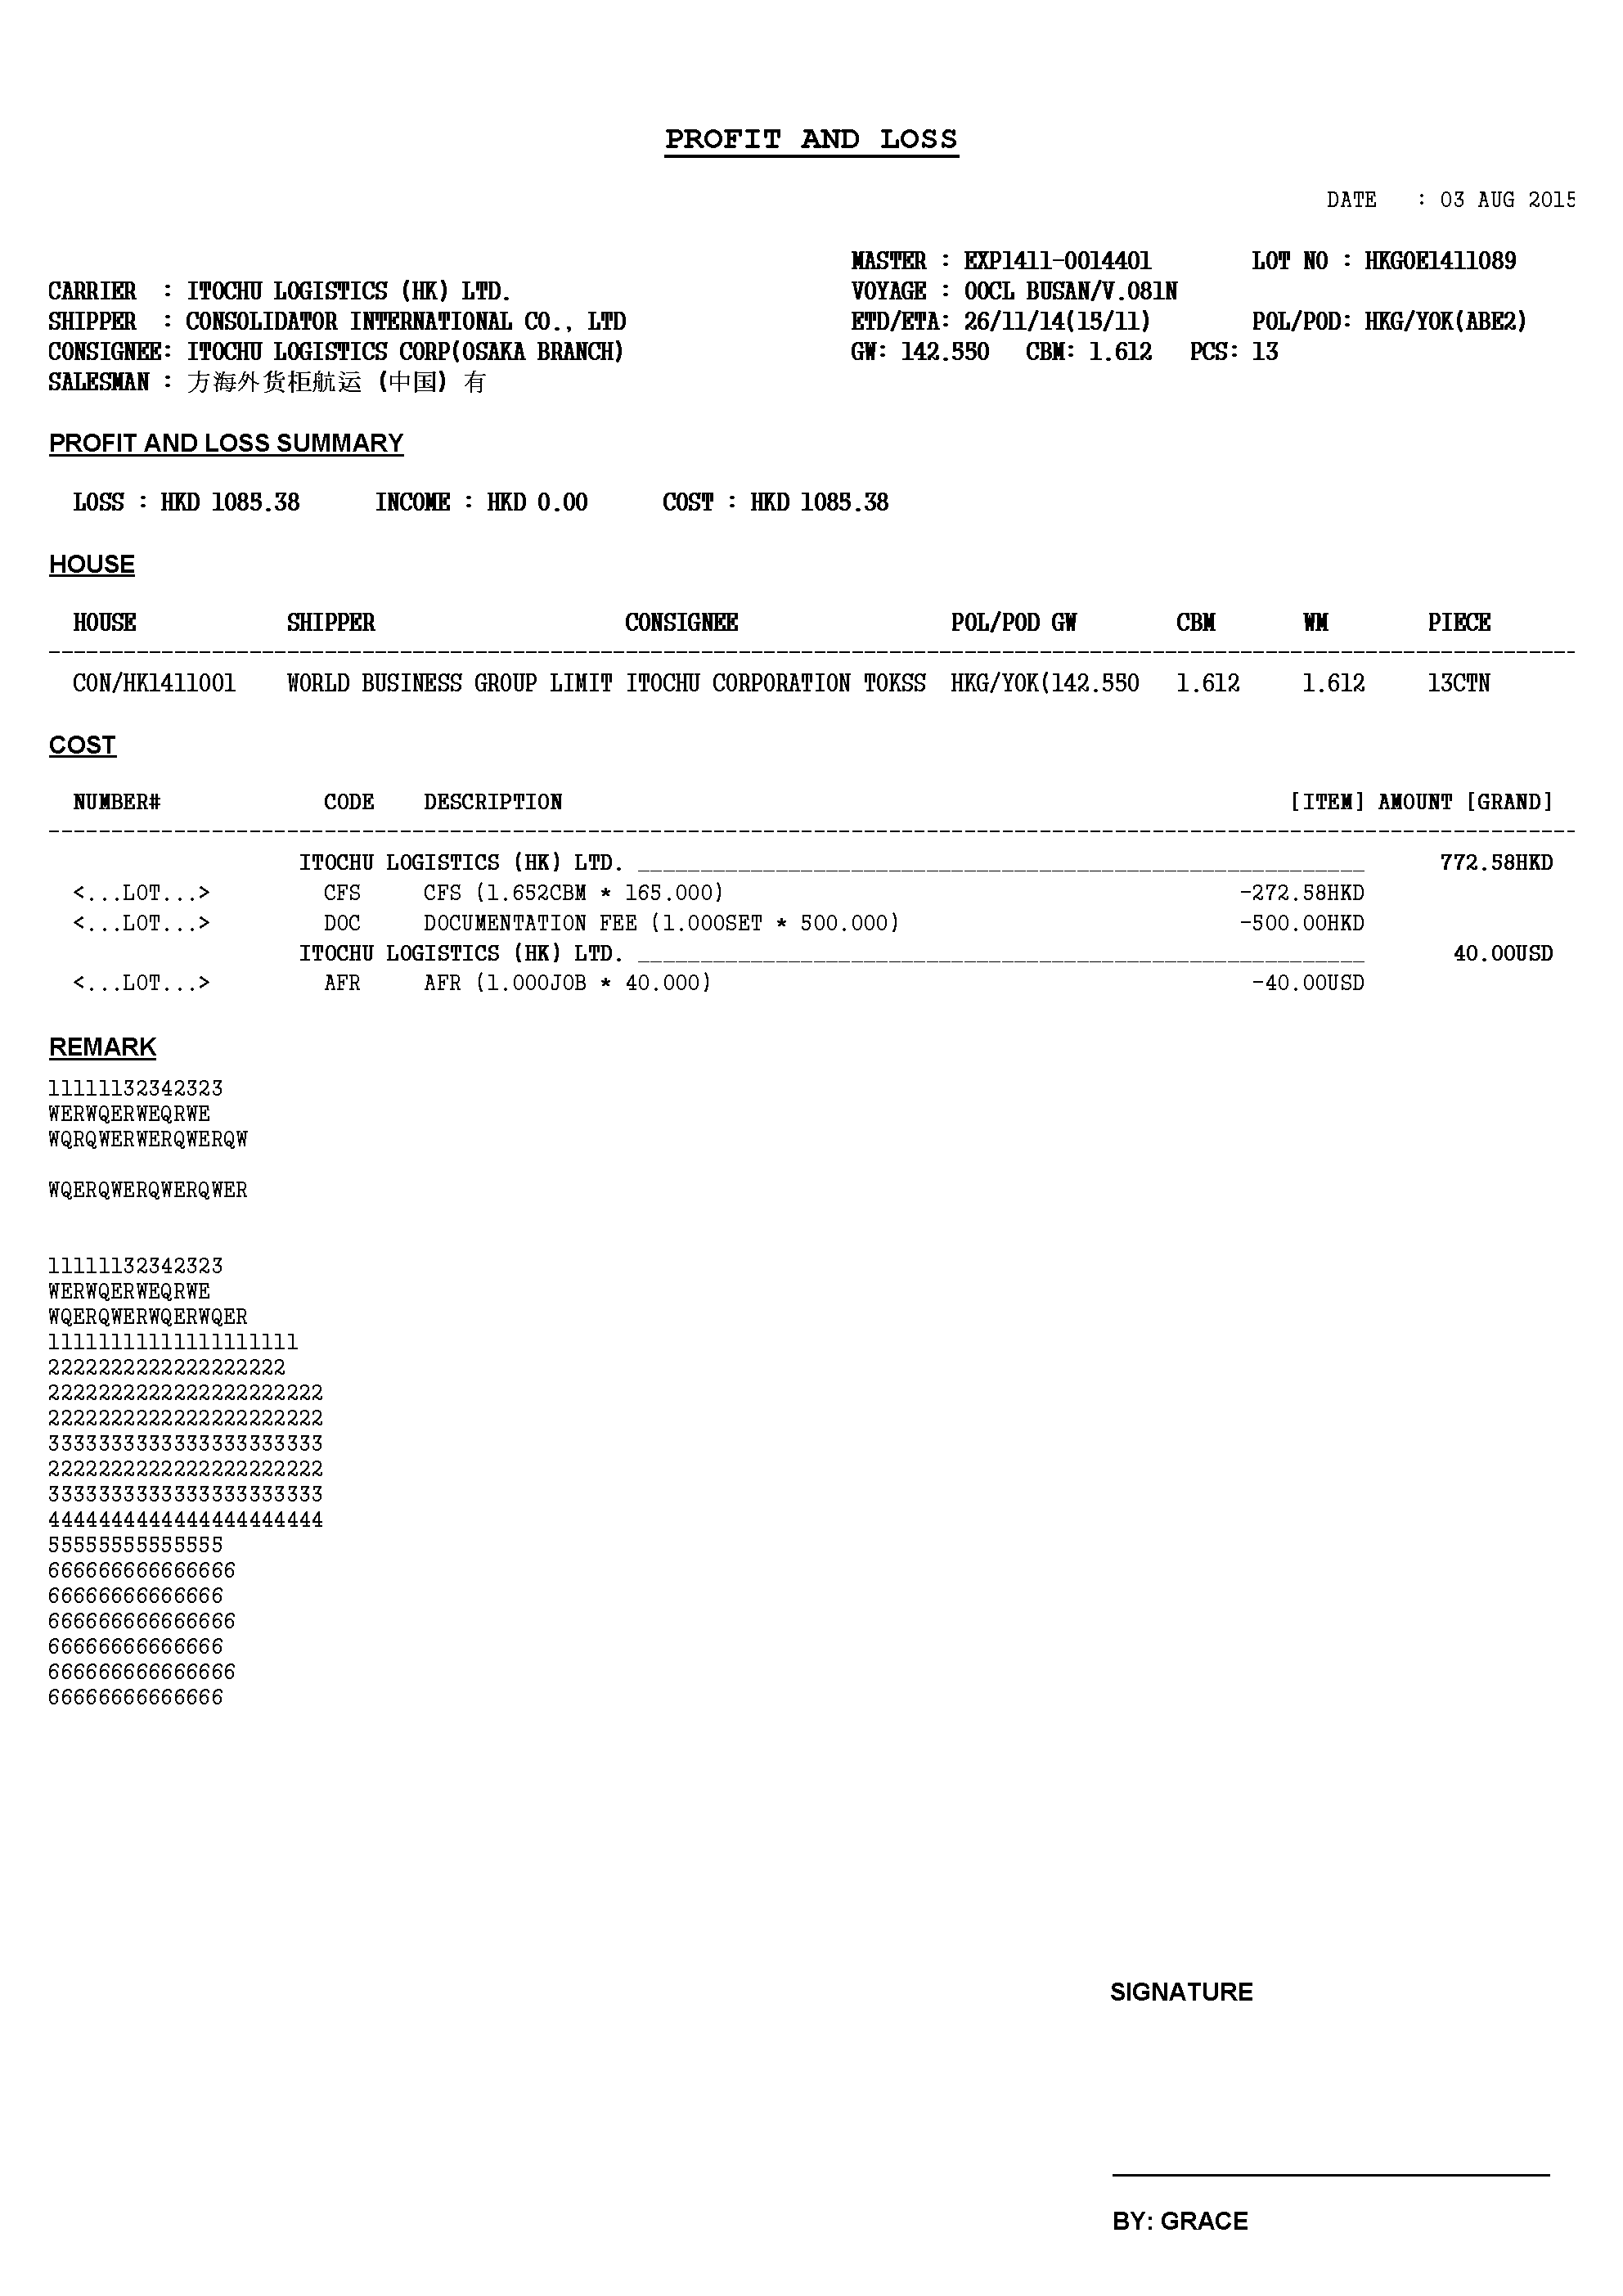 PROFIT AND LOSS
DATE : 03 AUG 2015
MASTER : EXP1411-0014401 LOT NO : HKGOE1411089
CARRIER : ITOCHU LOGISTICS (HK) LTD. VOYAGE : OOCL BUSAN/V.081N
SHIPPER : CONSOLIDATOR INTERNATIONAL CO., LTD ETD/ETA: 26/11/14(15/11) POL/POD: HKG/YOK(ABE2)
CONSIGNEE: ITOCHU LOGISTICS CORP(OSAKA BRANCH) GW: 142.550 CBM: 1.612 PCS: 13
SALESMAN : 方海外货柜航运 (中国) 有
PROFIT AND LOSS SUMMARY
LOSS : HKD 1085.38 INCOME : HKD 0.00 COST : HKD 1085.38
HOUSE
HOUSE SHIPPER CONSIGNEE POL/POD GW CBM WM PIECE
CON/HK1411001 WORLD BUSINESS GROUP LIMIT ITOCHU CORPORATION TOKSS HKG/YOK(142.550 1.612 1.612 13CTN
COST
NUMBER# CODE DESCRIPTION [ITEM] AMOUNT [GRAND]
ITOCHU LOGISTICS (HK) LTD. 772.58HKD
<...LOT...> CFS CFS (1.652CBM * 165.000) -272.58HKD
<...LOT...> DOC DOCUMENTATION FEE (1.000SET * 500.000) -500.00HKD
ITOCHU LOGISTICS (HK) LTD. 40.00USD
<...LOT...> AFR AFR (1.000JOB * 40.000) -40.00USD
REMARK
11111132342323
WERWQERWEQRWE
WQRQWERWERQWERQW
WQERQWERQWERQWER
11111132342323
WERWQERWEQRWE
WQERQWERWQERWQER
11111111111111111111
2222222222222222222
2222222222222222222222
2222222222222222222222
3333333333333333333333
2222222222222222222222
3333333333333333333333
4444444444444444444444
55555555555555
666666666666666
66666666666666
666666666666666
66666666666666
666666666666666
66666666666666
SIGNATURE
BY: GRACE